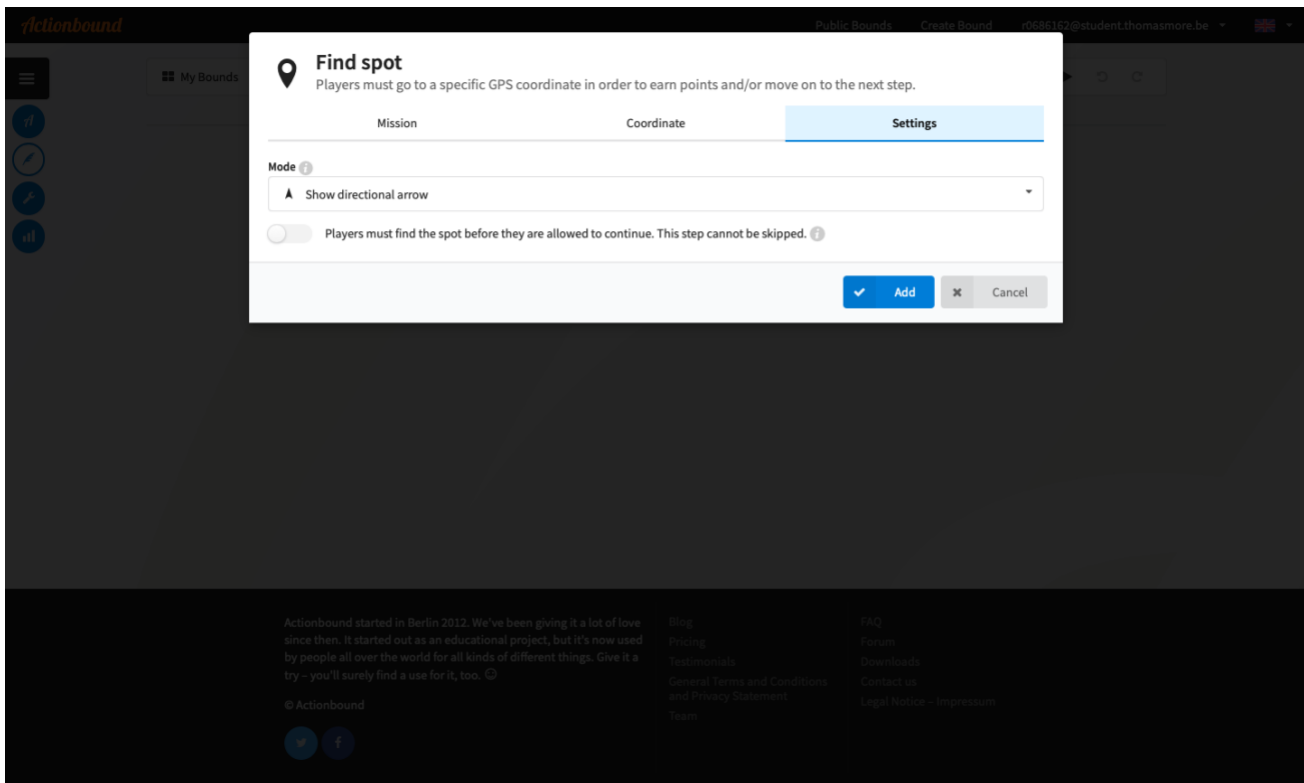 Actionbound
Public Bounds Create Bound r0686162@student.thomasmore.be
My Bounds
Find spot
Players must go to a specific GPS coordinate in order to earn points and/or move on to the next step.
Mission Coordinate Settings
Mode
Show directional arrow
Players must find the spot before they are allowed to continue. This step cannot be skipped.
Add Cancel
Actionbound started in Berlin 2012. We've been giving it a lot of love
since then. It started out as an educational project, but it's now used
by people all over the world for all kinds of different things. Give it a
try – you'll surely find a use for it, too.
© Actionbound
Blog
Pricing
Testimonials
General Terms and Conditions
and Privacy Statement
Team
FAQ
Forum
Downloads
Contact us
Legal Notice – Impressum